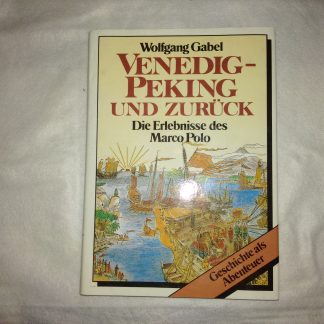 Wolfgang Gabel
VENEDIG-
PEKING
UND ZURÜCK
Die Erlebnisse des
Marco Polo
Geschichte als
Abenteuer